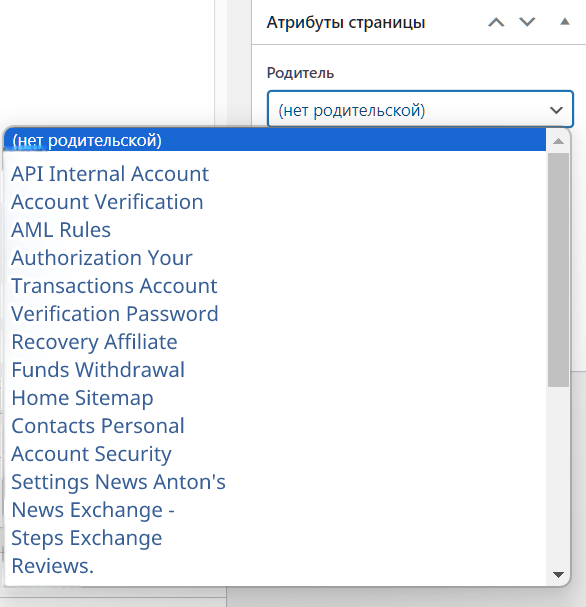 Атрибуты страницы
Родитель
(нет родительской)
(нет родительской)
API Internal Account
Account Verification
AML Rules
Authorization Your
Transactions Account
Verification Password
Recovery Affiliate
Funds Withdrawal
Home Sitemap
Contacts Personal
Account Security
Settings News Anton's
News Exchange -
Steps Exchange
Reviews.